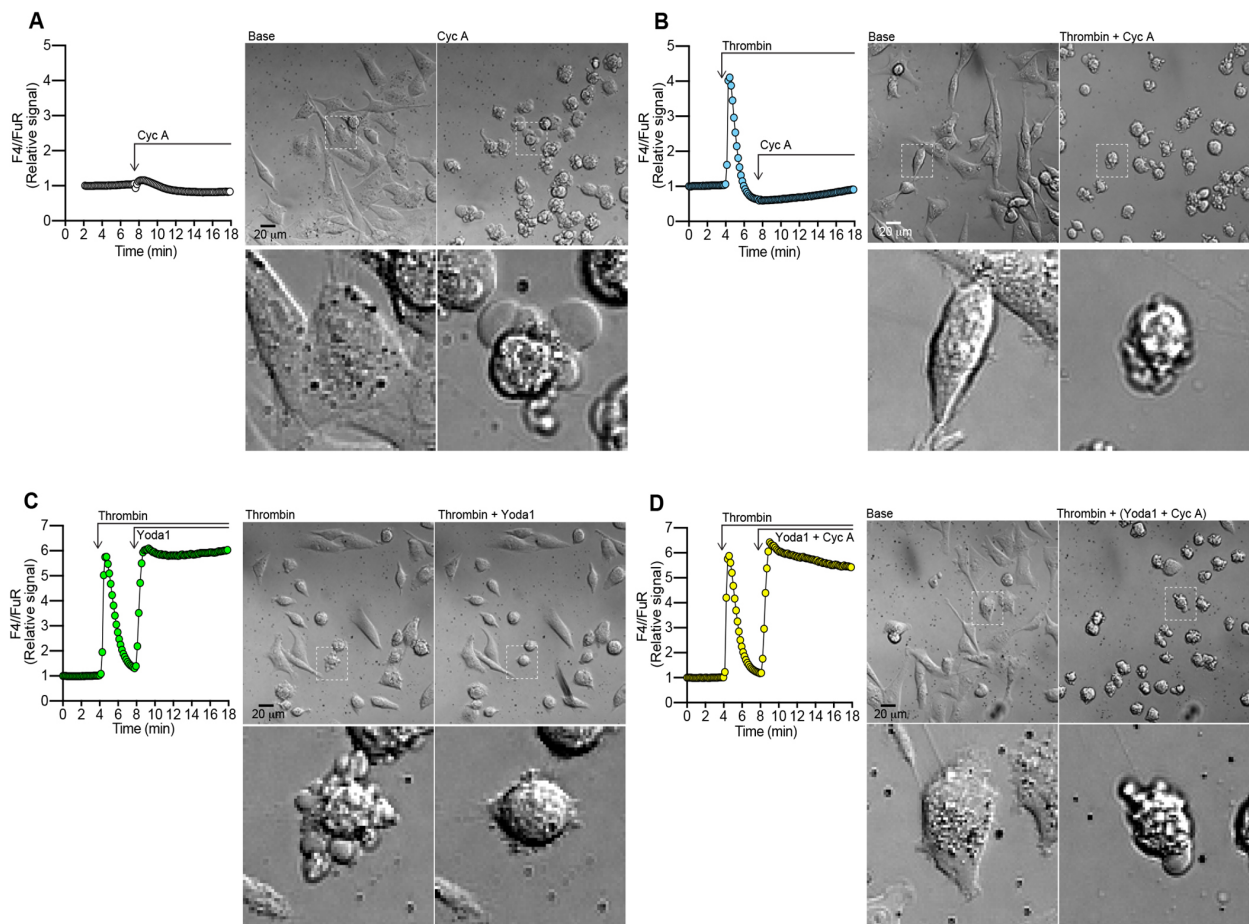 A
F4//FuR
(Relative signal)
5
4
3
2
1
0
Cyc A
0 2 4 6 8 10 12 14 16 18
Time (min)
Base
Cyc A
20 μm
B
F4//FuR
(Relative signal)
5
4
3
2
1
0
Thrombin
Cyc A
0 2 4 6 8 10 12 14 16 18
Time (min)
Base
Thrombin + Cyc A
20 μm
C
F4//FuR
(Relative signal)
7
6
5
4
3
2
1
0
Thrombin
Yoda1
0 2 4 6 8 10 12 14 16 18
Time (min)
Thrombin
Thrombin + Yoda1
20 μm
D
F4//FuR
(Relative signal)
7
6
5
4
3
2
1
0
Thrombin
Yoda1 + Cyc A
0 2 4 6 8 10 12 14 16 18
Time (min)
Base
Thrombin + (Yoda1 + Cyc A)
20 μm